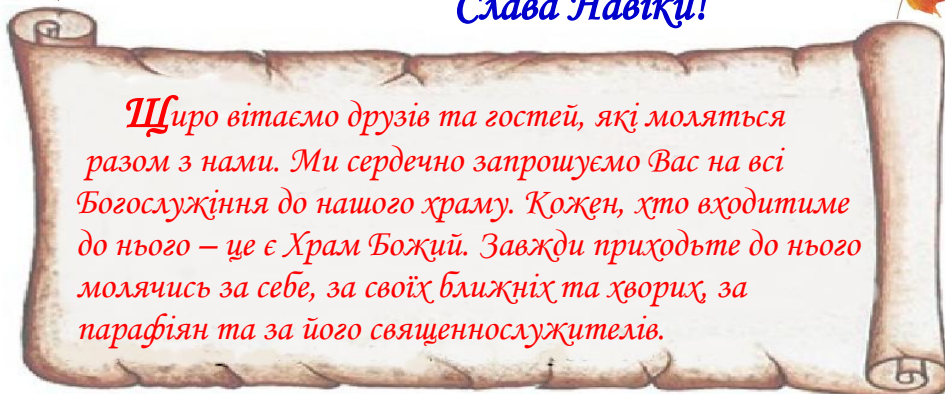 Слава Навіки!
Щиро вітаємо друзів та гостей, які моляться
разом з нами. Ми сердечно запрошуємо Вас на всі
Богослужіння до нашого храму. Кожен, хто входитиме
до нього – це є Храм Божий. Завжди приходьте до нього
молячись за себе, за своїх ближніх та хворих, за
парафіян та за його священнослужителів.